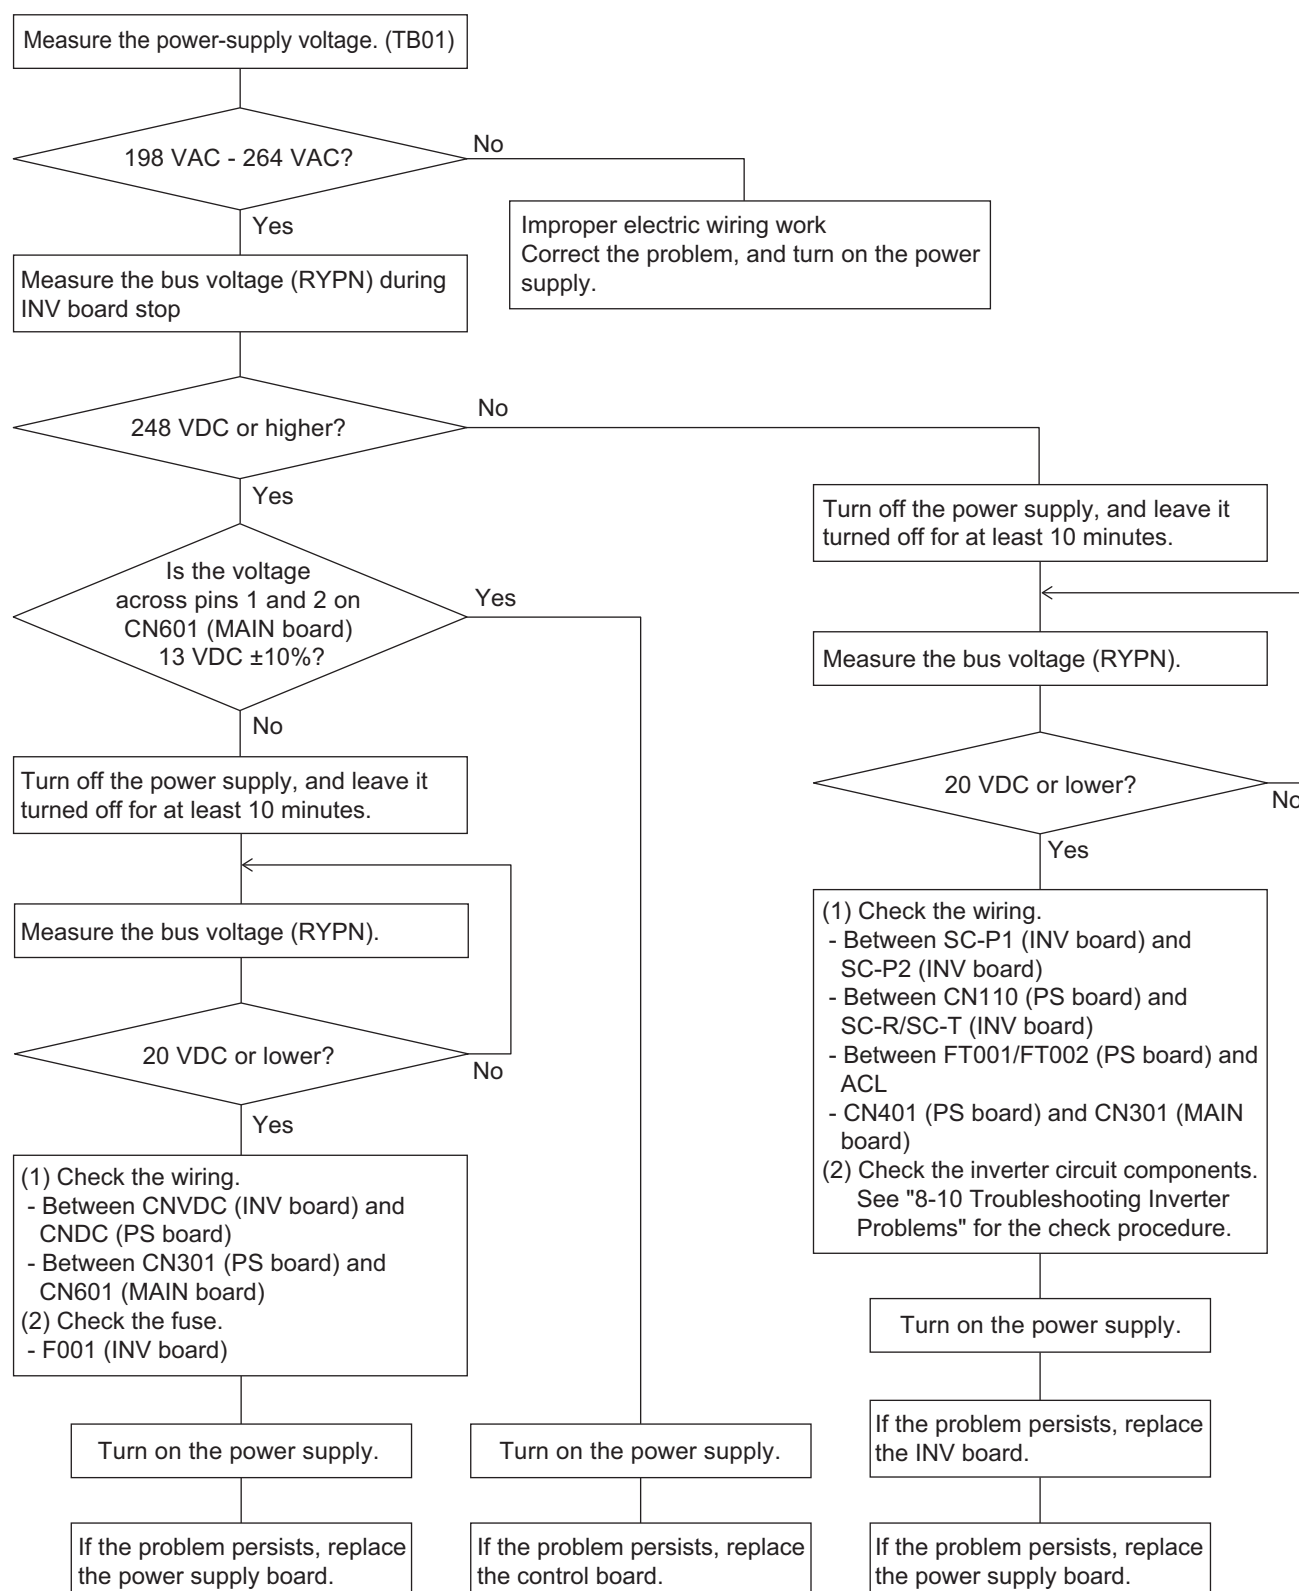 Measure the power-supply voltage. (TB01)
198 VAC - 264 VAC?
No
Yes
Improper electric wiring work
Correct the problem, and turn on the power
supply.
Measure the bus voltage (RYPN) during
INV board stop
248 VDC or higher?
No
Yes
Is the voltage
across pins 1 and 2 on
CN601 (MAIN board)
13 VDC ±10%?
Yes
No
Turn off the power supply, and leave it
turned off for at least 10 minutes.
Measure the bus voltage (RYPN).
20 VDC or lower?
No
Yes
(1) Check the wiring.
- Between CNVDC (INV board) and
CNDC (PS board)
- Between CN301 (PS board) and
CN601 (MAIN board)
(2) Check the fuse.
- F001 (INV board)
Turn on the power supply.
If the problem persists, replace
the power supply board.
Turn on the power supply.
If the problem persists, replace
the control board.
Turn off the power supply, and leave it
turned off for at least 10 minutes.
Measure the bus voltage (RYPN).
20 VDC or lower?
No
Yes
(1) Check the wiring.
- Between SC-P1 (INV board) and
SC-P2 (INV board)
- Between CN110 (PS board) and
SC-R/SC-T (INV board)
- Between FT001/FT002 (PS board) and
ACL
- CN401 (PS board) and CN301 (MAIN
board)
(2) Check the inverter circuit components.
See "8-10 Troubleshooting Inverter
Problems" for the check procedure.
Turn on the power supply.
If the problem persists, replace
the INV board.
If the problem persists, replace
the power supply board.